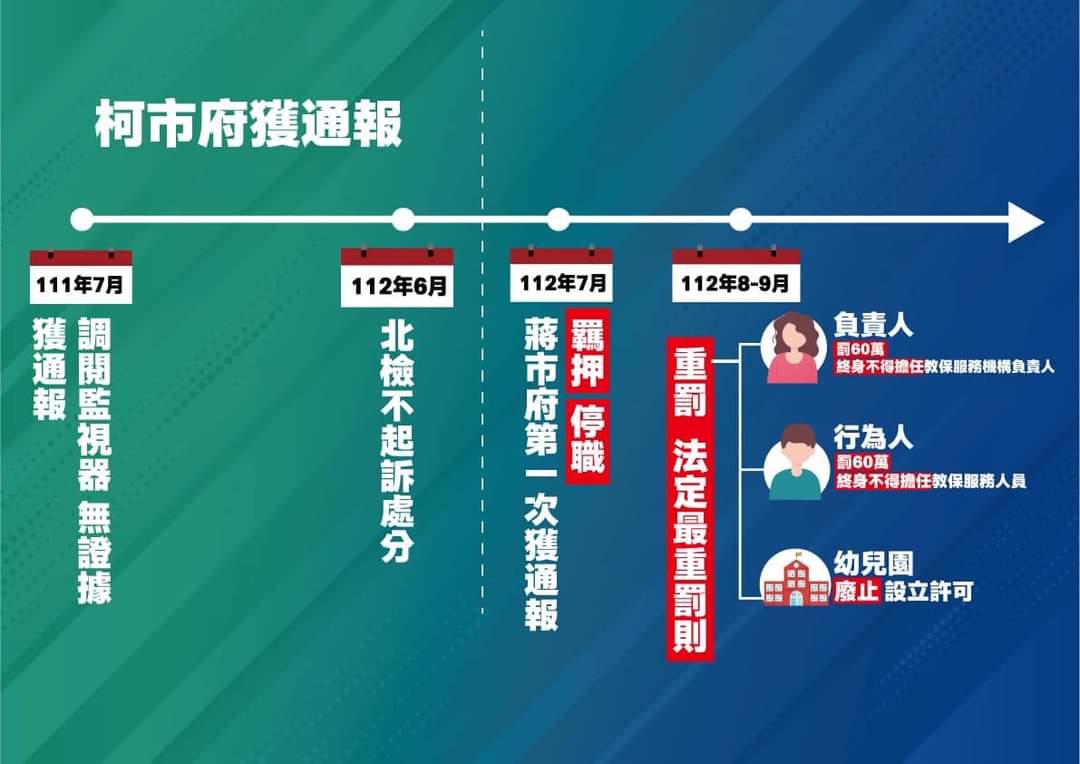 柯市府獲通報
111年7月
獲通報
調閱監視器 無證據
112年6月
北檢不起訴處分
112年7月
蔣市府第一次獲通報
羈押 停職
112年8-9月
重罰 法定最重罰則
負責人
罰60萬
終身不得擔任教保服務機構負責人
行為人
罰60萬
終身不得擔任教保服務人員
幼兒園
廢止 設立許可